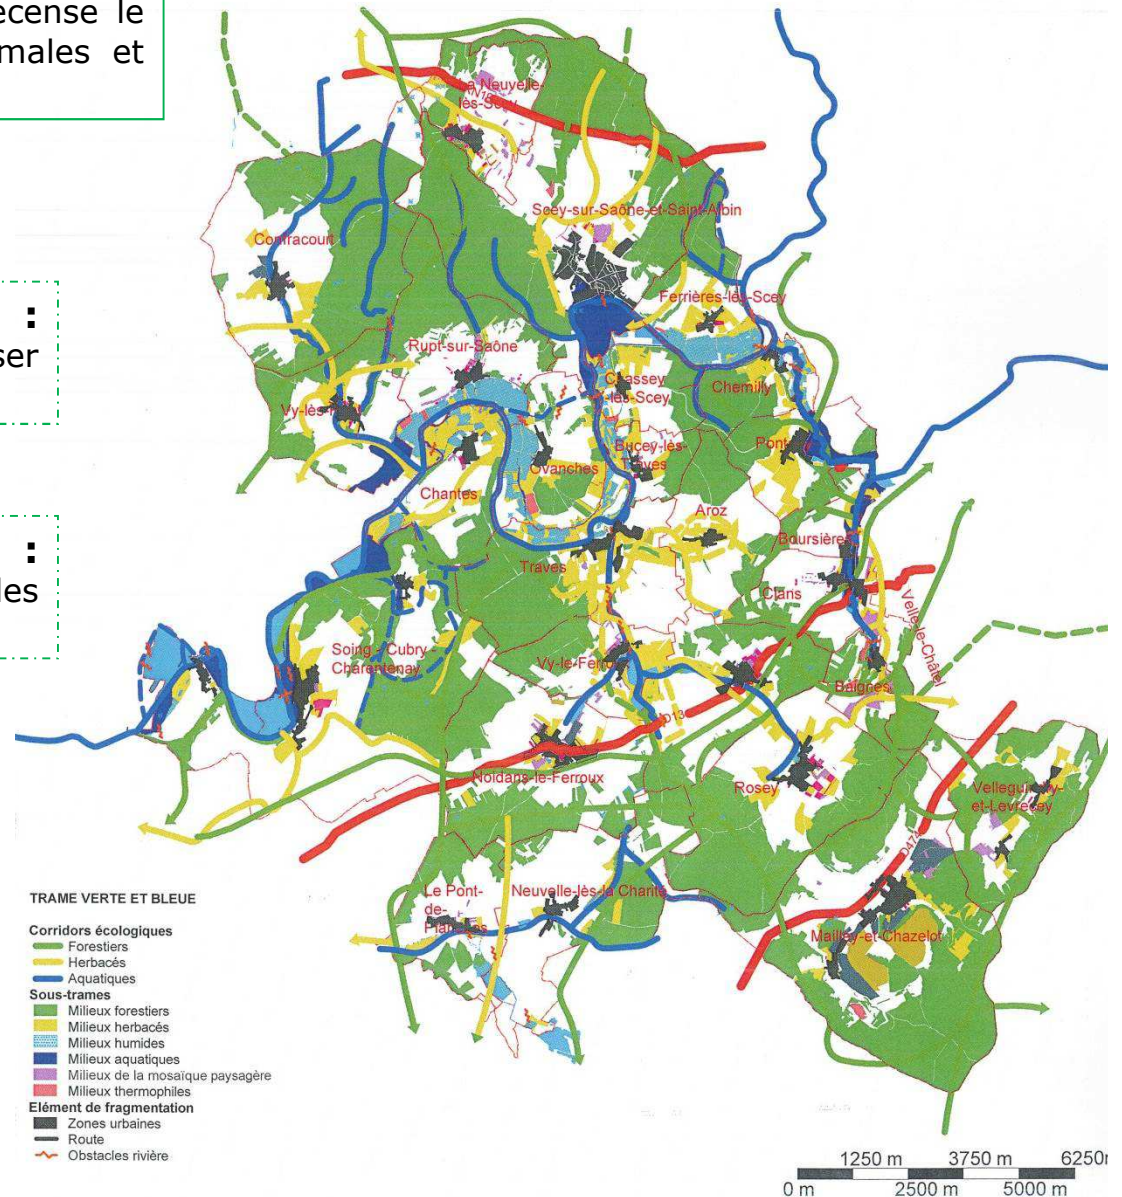 ecense le
males et
:
ser
:
les
La Neuvelle-
lès-Scey
Scey-sur-Saône-et-Saint-Albin
Confracourt
Ferrières-lès-Scey
Rupt-sur-Saône
Chassey
-lès-Scey
Chemilly
Vy-lès-
Bucey-lès-
Traves
Pont-
Ovanches
Chantes
Aroz
Boursières
Traves
Clans
Velle-le-Châtel
Soing - Cubry -
Charentenay
Vy-le-Ferroux
Baignes
D13
Noidans-le-Ferroux
Rosey
Velleguindry-
et-Levrecey
D474
Le Pont-
de-
Planches
Neuvelle-lès-la Charité
Mailley-et-Chazelot
TRAME VERTE ET BLEUE
Corridors écologiques
Forestiers
Herbacés
Aquatiques
Sous-trames
Milieux forestiers
Milieux herbacés
Milieux humides
Milieux aquatiques
Milieux de la mosaïque paysagère
Milieux thermophiles
Elément de fragmentation
Zones urbaines
Route
Obstacles rivière
1250 m 3750 m 6250
0 m 2500 m 5000 m